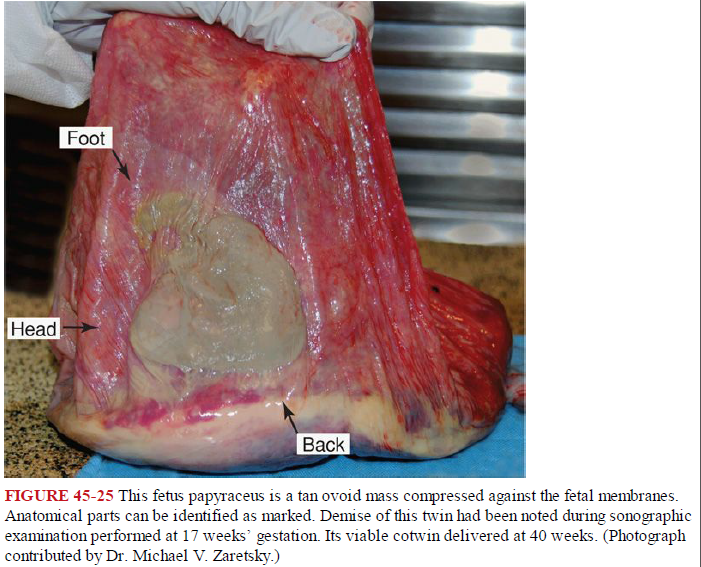 Foot
Head
Back
FIGURE 45-25 This fetus papyraceus is a tan ovoid mass compressed against the fetal membranes.
Anatomical parts can be identified as marked. Demise of this twin had been noted during sonographic
examination performed at 17 weeks’ gestation. Its viable cotwin delivered at 40 weeks. (Photograph
contributed by Dr. Michael V. Zaretsky.)